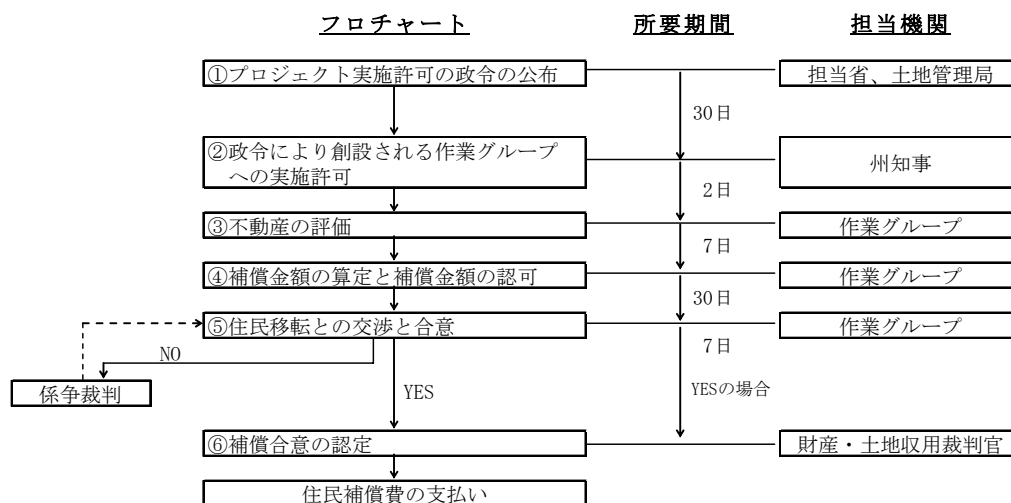 フロチャート 所要期間 担当機関
①プロジェクト実施許可の政令の公布 担当省、土地管理局
30日
②政令により創設される作業グループ
への実施許可 州知事
2日
③不動産の評価 作業グループ
7日
④補償金額の算定と補償金額の認可 作業グループ
30日
⑤住民移転との交渉と合意 作業グループ
NO 7日
係争裁判 YES YESの場合
⑥補償合意の認定 財産・土地収用裁判官
住民補償費の支払い